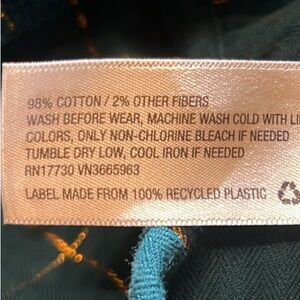 98% COTTON / 2% OTHER FIBERS
WASH BEFORE WEAR, MACHINE WASH COLD WITH LI
COLORS, ONLY NON-CHLORINE BLEACH IF NEEDED
TUMBLE DRY LOW, COOL IRON IF NEEDED
RN17730 VN3665963
LABEL MADE FROM 100% RECYCLED PLASTIC